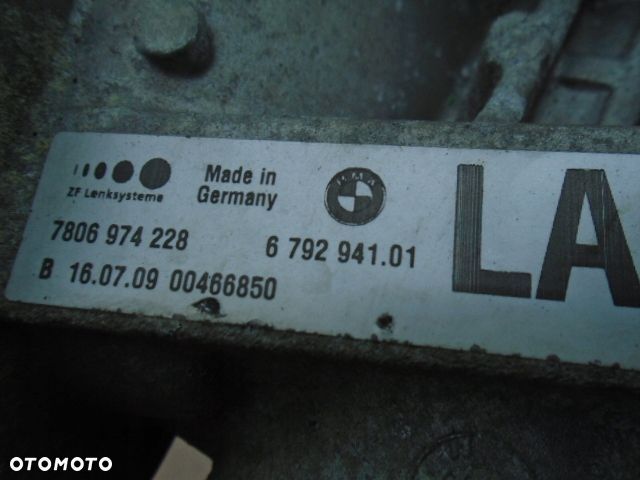 ZF Lenksysteme
Made in
Germany
BMW
LA
7806 974 228
6 792 941.01
B 16.07.09 00466850
OTOMOTO